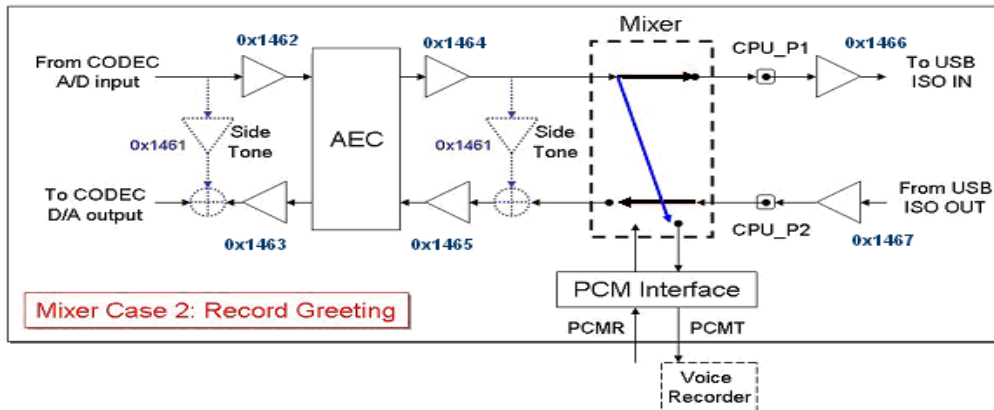 Mixer
0x1462
0x1464
CPU_P1
0x1466
From CODEC
A/D input
To USB
ISO IN
0x1461
Side
Tone
AEC
0x1461
Side
Tone
To CODEC
D/A output
From USB
ISO OUT
0x1463
0x1465
CPU_P2
0x1467
Mixer Case 2: Record Greeting
PCM Interface
PCMR
PCMT
Voice
Recorder